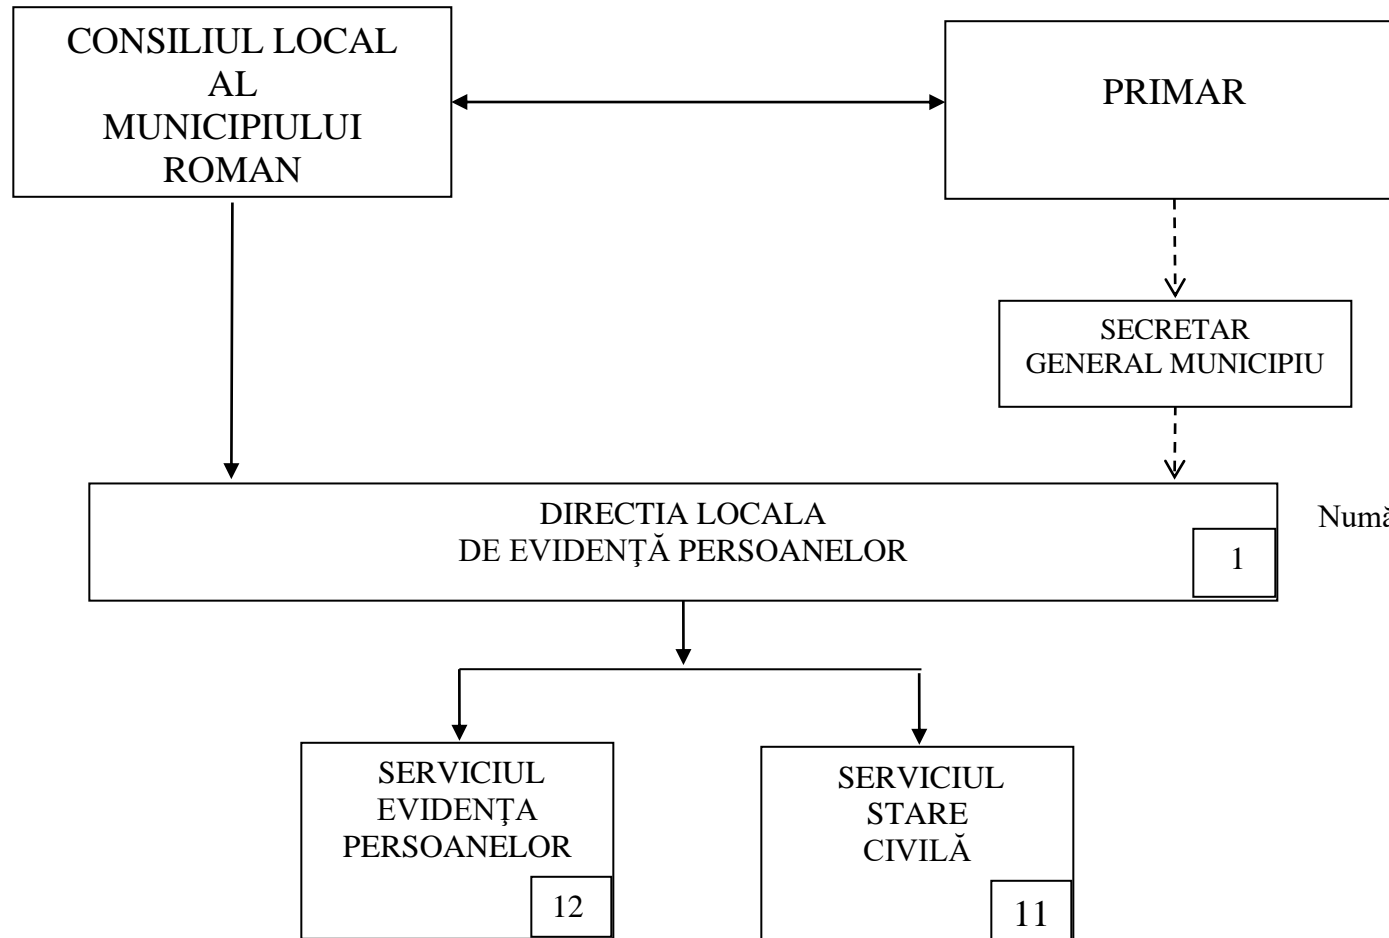 CONSILIUL LOCAL
AL
MUNICIPIULUI
ROMAN
PRIMAR
SECRETAR
GENERAL MUNICIPIU
DIRECTIA LOCALA
DE EVIDENŢĂ PERSOANELOR
1
Numă
SERVICIUL
EVIDENŢA
PERSOANELOR
12
SERVICIUL
STARE
CIVILĂ
11